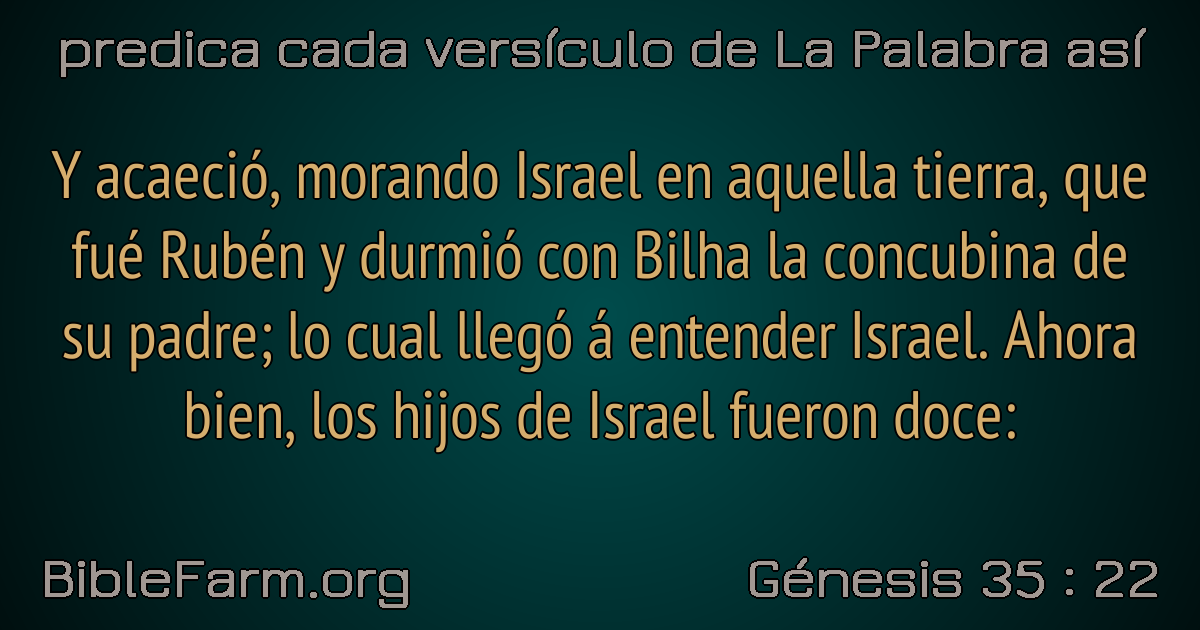 predica cada versículo de La Palabra así
Y acaeció, morando Israel en aquella tierra, que
fué Rubén y durmió con Bilha la concubina de
su padre; lo cual llegó á entender Israel. Ahora
bien, los hijos de Israel fueron doce:
BibleFarm.org
Génesis 35 : 22